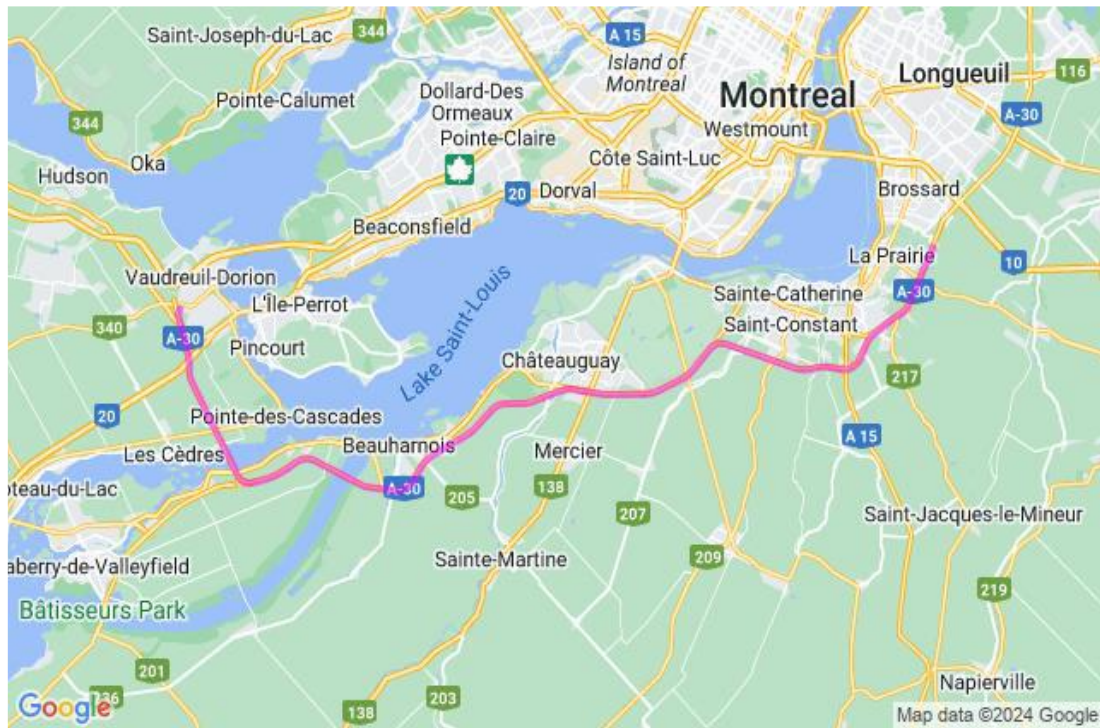 Saint-Joseph-du-Lac
344
A 15
Island of
Montreal
Longueuil
116
Pointe-Calumet
Dollard-Des
Ormeaux
Montreal
A-30
344
Pointe-Claire
Westmount
Oka
Côte Saint-Luc
Hudson
20
Dorval
Brossard
Beaconsfield
Vaudreuil-Dorion
La Prairie
10
L'Île-Perrot
Lake Saint-Louis
Sainte-Catherine
A-30
340
A-30
Pincourt
Saint-Constant
Châteauguay
217
20
Pointe-des-Cascades
A 15
Les Cèdres
Beauharnois
Mercier
oteau-du-Lac
A-30
205
138
207
Saint-Jacques-le-Mineur
aberry-de-Valleyfield
Sainte-Martine
209
219
Bâtisseurs Park
201
Napierville
236
203
138
Google
Map data ©2024 Google